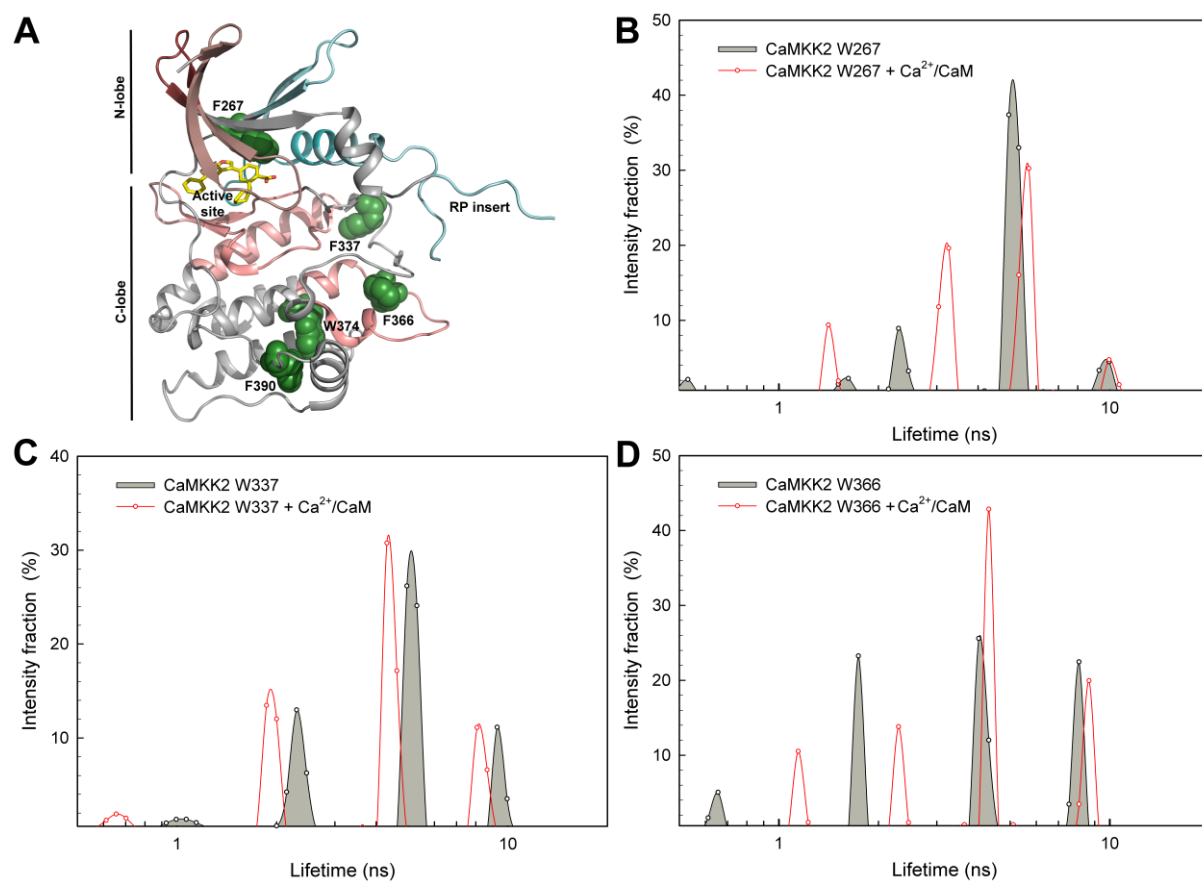 A
N-lobe
C-lobe
F267
Active
site
RP insert
F337
F366
W374
F390
B
CaMKK2 W267
CaMKK2 W267 + Ca²⁺/CaM
Intensity fraction (%)
50
40
30
20
10
1
10
Lifetime (ns)
C
CaMKK2 W337
CaMKK2 W337 + Ca²⁺/CaM
Intensity fraction (%)
40
30
20
10
1
10
Lifetime (ns)
D
CaMKK2 W366
CaMKK2 W366 + Ca²⁺/CaM
Intensity fraction (%)
50
40
30
20
10
1
10
Lifetime (ns)